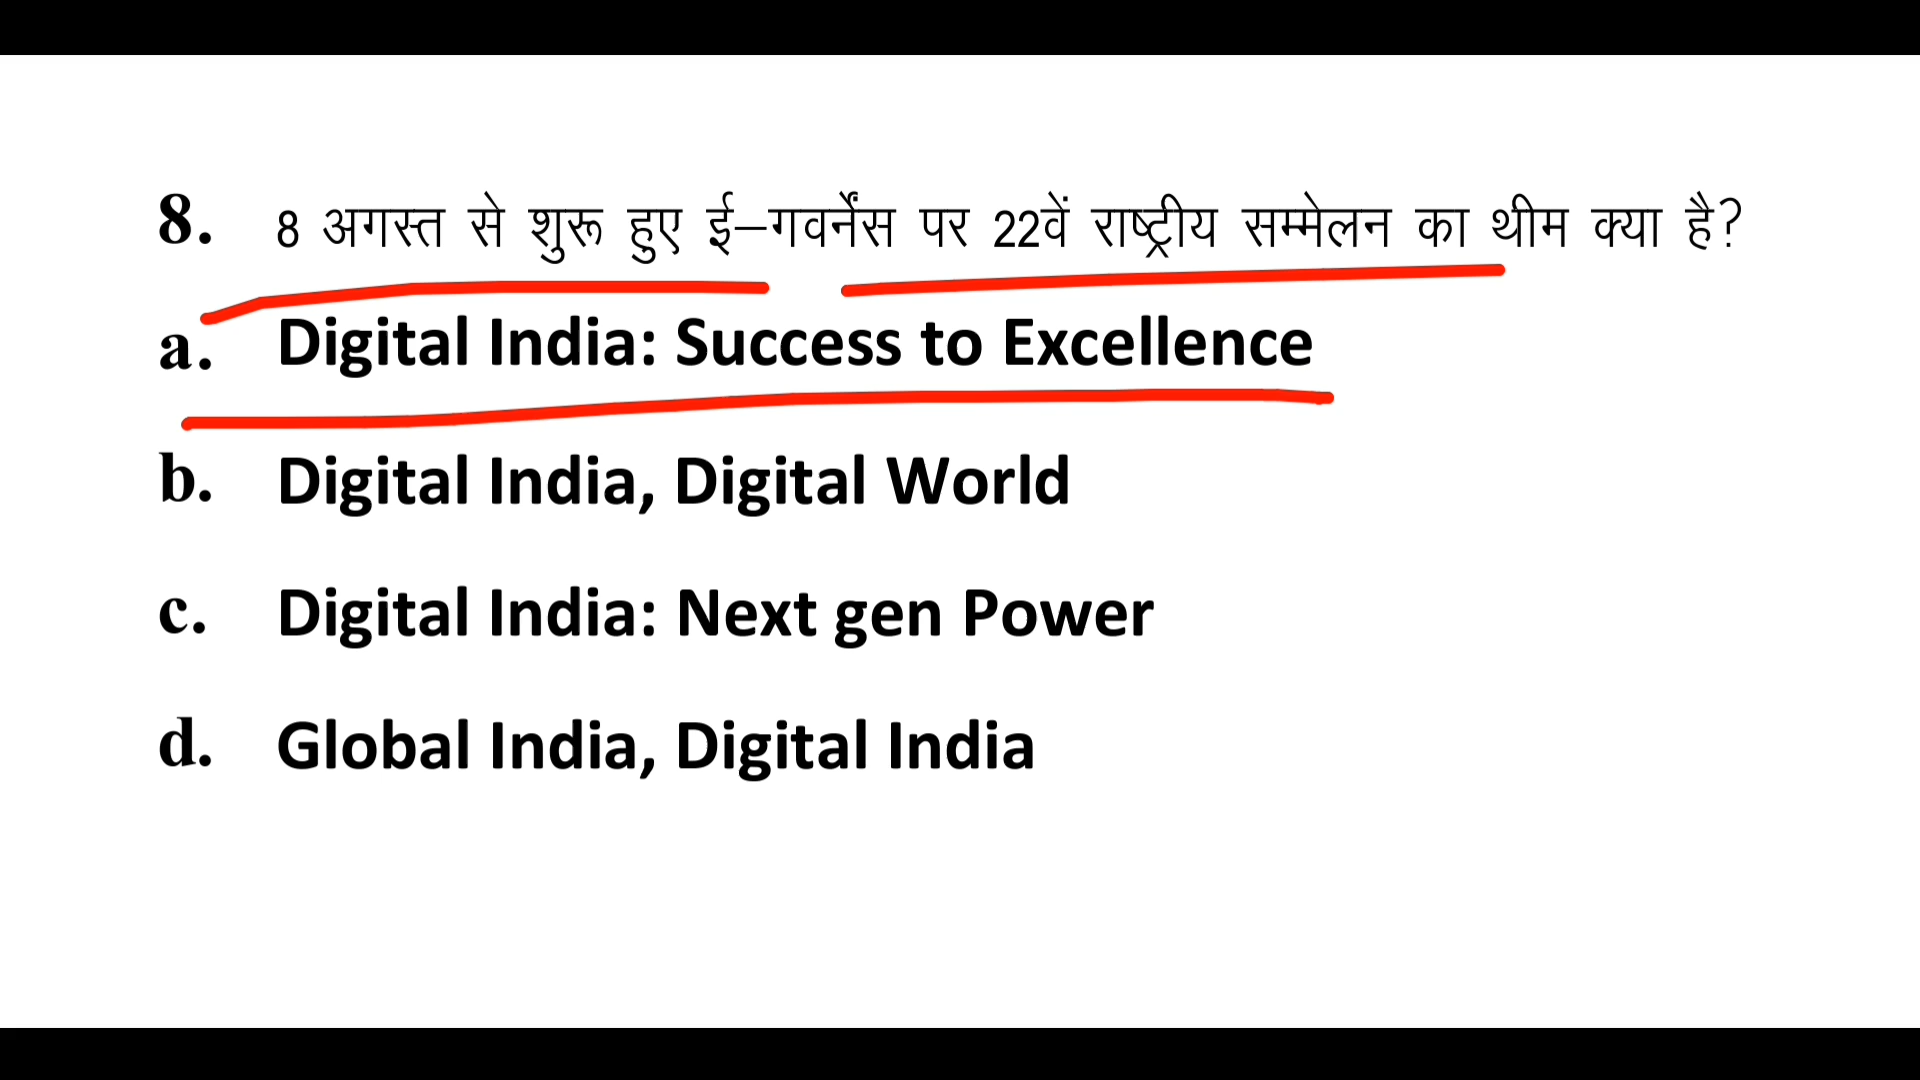 8. 8 अगस्त से शुरू हुए ई–गवर्नेंस पर 22वें राष्ट्रीय सम्मेलन का थीम क्या है?
a. Digital India: Success to Excellence
b. Digital India, Digital World
c. Digital India: Next gen Power
d. Global India, Digital India